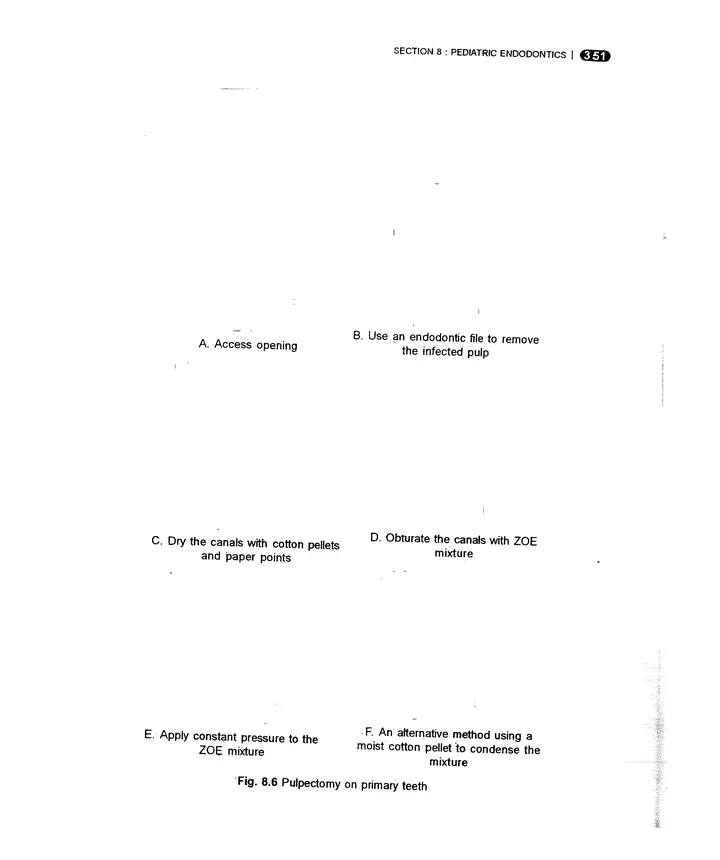 SECTION 8 : PEDIATRIC ENDODONTICS | 351
A. Access opening
B. Use an endodontic file to remove
the infected pulp
C. Dry the canals with cotton pellets
and paper points
D. Obturate the canals with ZOE
mixture
E. Apply constant pressure to the
ZOE mixture
F. An alternative method using a
moist cotton pellet to condense the
mixture
Fig. 8.6 Pulpectomy on primary teeth